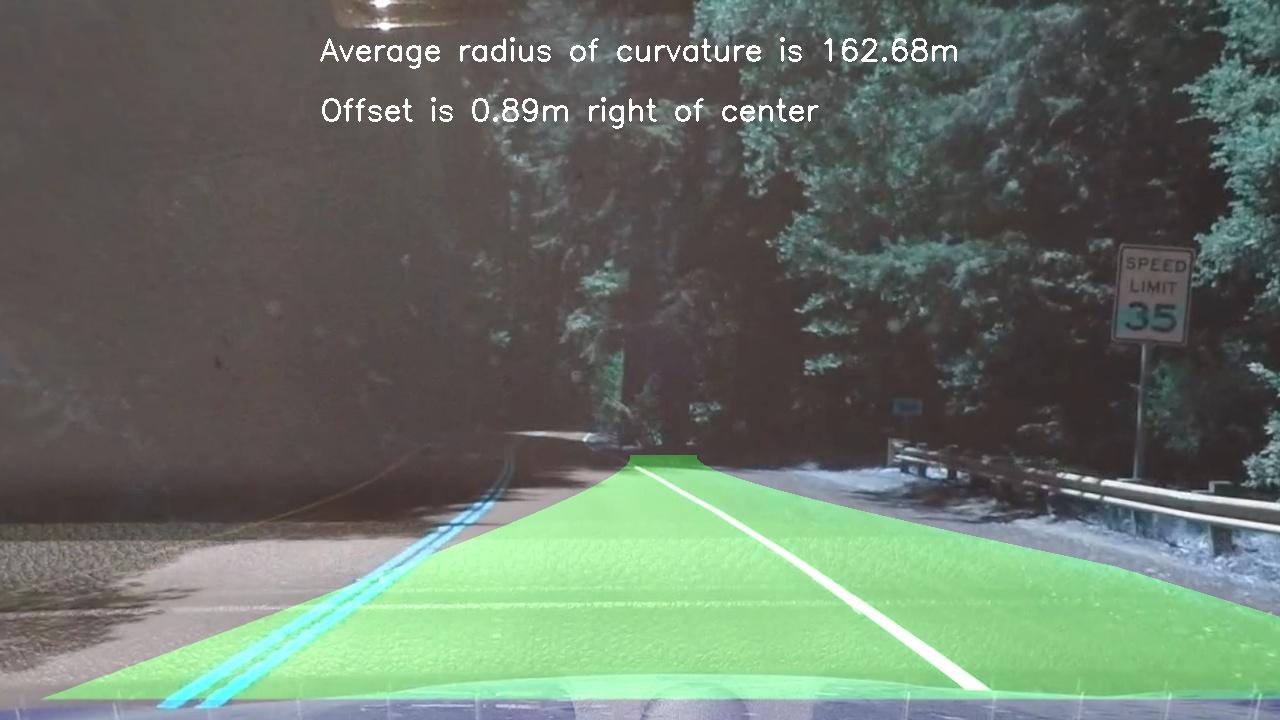 Average radius of curvature is 162.68m
Offset is 0.89m right of center
SPEED
LIMIT
35